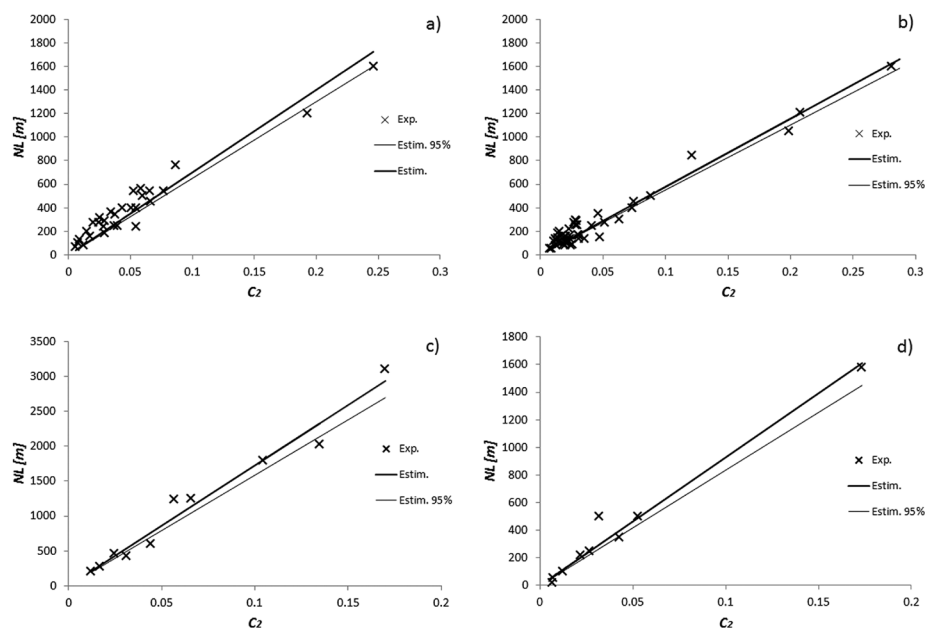 a)
2000
1800
1600
1400
1200
1000
800
600
400
200
0
NL [m]
0
0.05
0.1
0.15
0.2
0.25
0.3
C2
Exp.
Estim. 95%
Estim.
b)
2000
1800
1600
1400
1200
1000
800
600
400
200
0
NL [m]
0
0.05
0.1
0.15
0.2
0.25
0.3
C2
Exp.
Estim.
Estim 95%
c)
3500
3000
2500
2000
1500
1000
500
0
NL [m]
0
0.05
0.1
0.15
0.2
C2
Exp.
Estim.
Estim. 95%
d)
1800
1600
1400
1200
1000
800
600
400
200
0
NL [m]
0
0.05
0.1
0.15
0.2
C2
Exp.
Estim.
Estim. 95%